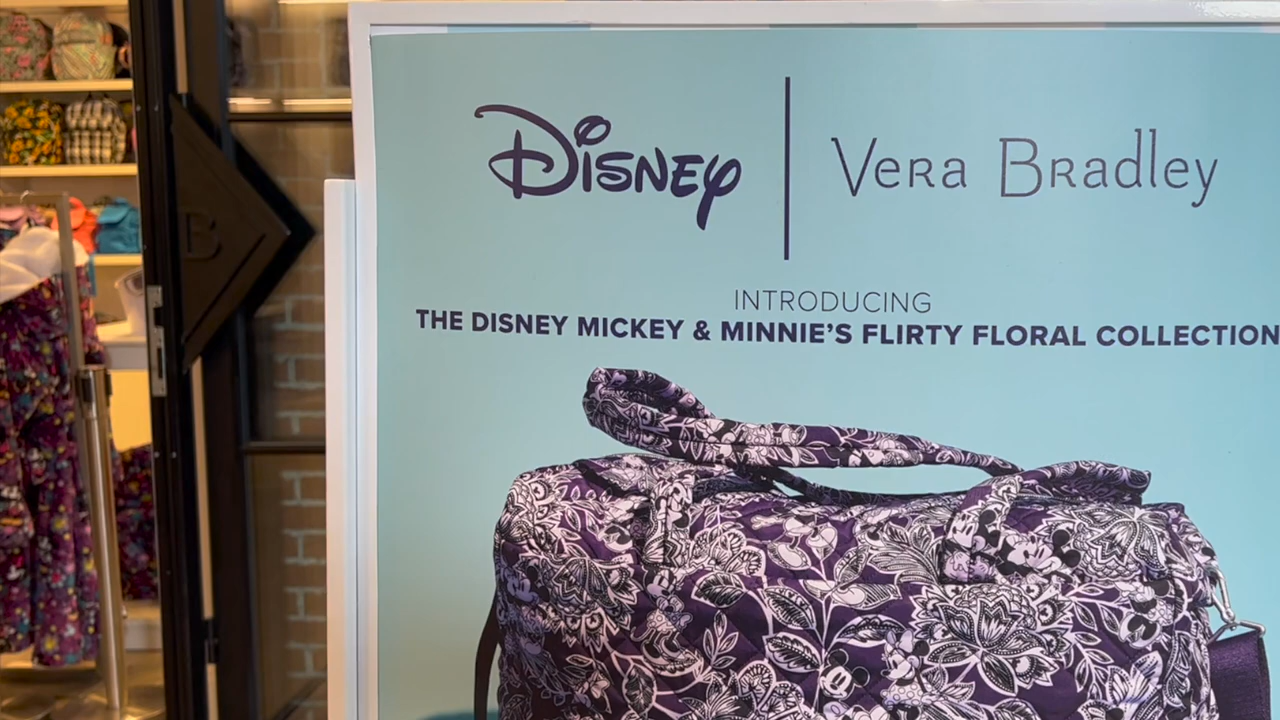 Disney | Vera Bradley
INTRODUCING
THE DISNEY MICKEY & MINNIE'S FLIRTY FLORAL COLLECTION
B